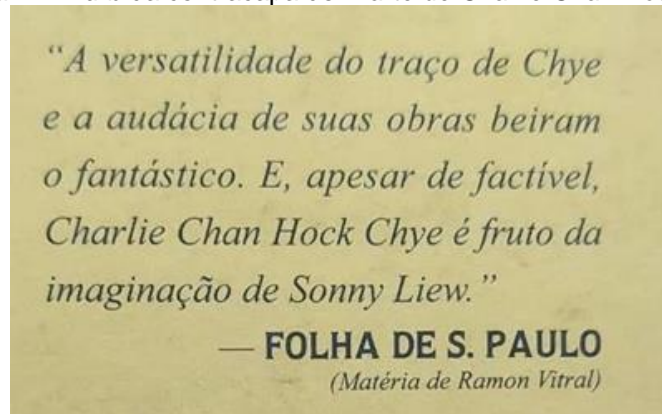 “A versatilidade do traço de Chye
e a audácia de suas obras beiram
o fantástico. E, apesar de factível,
Charlie Chan Hock Chye é fruto da
imaginação de Sonny Liew.”
— FOLHA DE S. PAULO
(Matéria de Ramon Vitral)